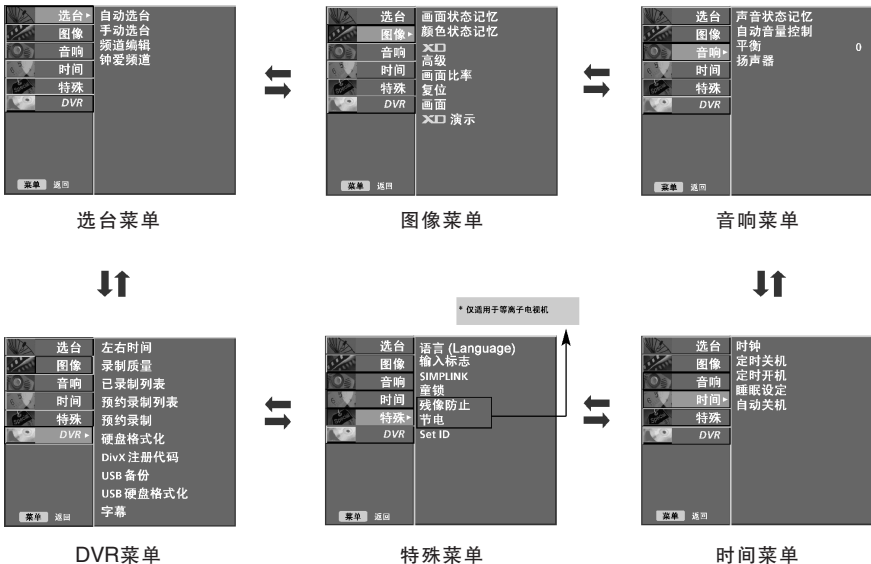 选台
图像
音响
时间
特殊
DVR
自动选台
手动选台
频道编辑
钟爱频道
菜单 返回
选台菜单
选台
图像
音响
时间
特殊
DVR
画面状态记忆
颜色状态记忆
XD
高级
画面比率
复位
画面
XD 演示
菜单 返回
图像菜单
选台
图像
音响
时间
特殊
DVR
声音状态记忆
自动音量控制
平衡 0
扬声器
菜单 返回
音响菜单
选台
图像
音响
时间
特殊
DVR
左右时间
录制质量
已录制列表
预约录制列表
预约录制
硬盘格式化
DivX 注册代码
USB 备份
USB 硬盘格式化
字幕
菜单 返回
DVR菜单
* 仅适用于等离子电视机
选台
图像
音响
时间
特殊
DVR
语言 (Language)
输入标志
SIMPLINK
童锁
残像防止
节电
Set ID
菜单 返回
特殊菜单
选台
图像
音响
时间
特殊
DVR
时钟
定时关机
定时开机
睡眠设定
自动关机
菜单 返回
时间菜单